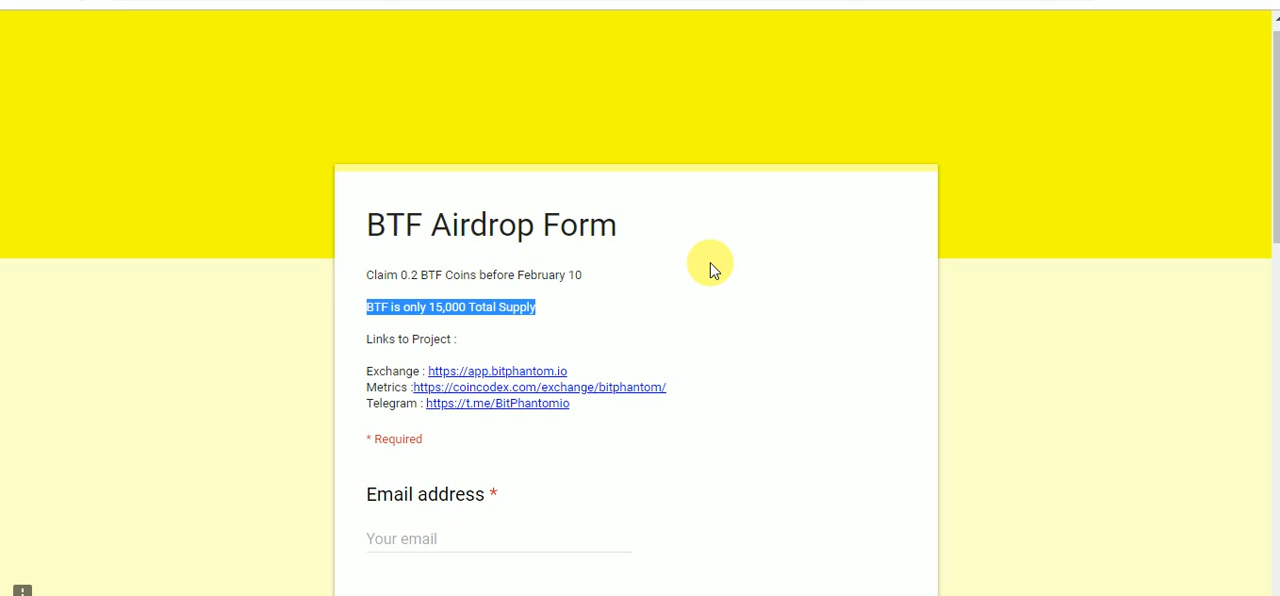 BTF Airdrop Form
Claim 0.2 BTF Coins before February 10
BTF is only 15,000 Total Supply
Links to Project :
Exchange : https://app.bitphantom.io
Metrics :https://coincodex.com/exchange/bitphantom/
Telegram : https://t.me/BitPhantomio
* Required
Email address *
Your email